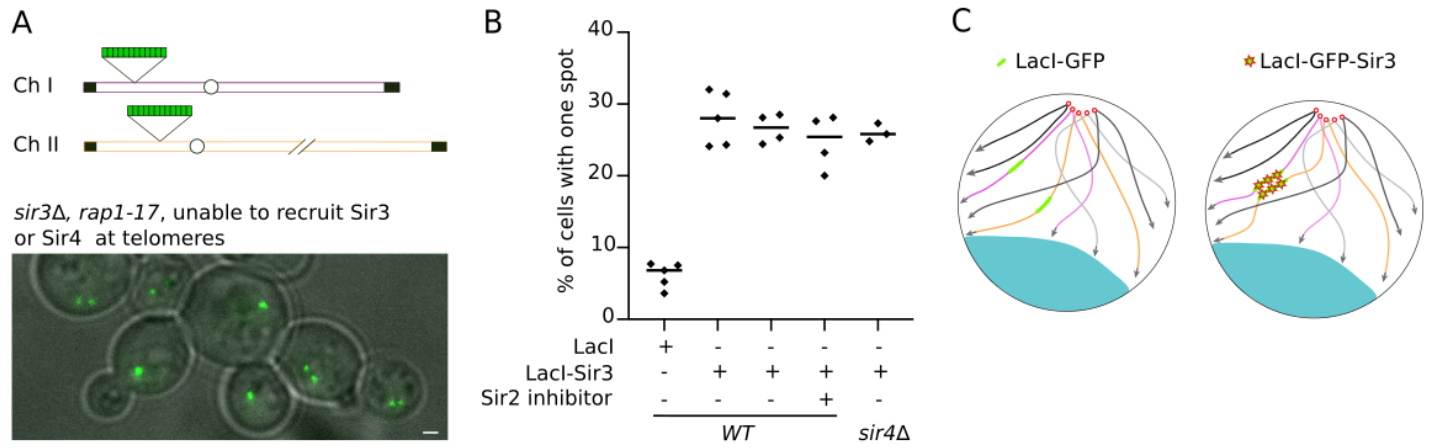 A
Ch I
Ch II
sir3Δ, rap1-17, unable to recruit Sir3
or Sir4 at telomeres
B
% of cells with one spot
40
30
20
10
0
LacI + - - - -
LacI-Sir3 - + + + +
Sir2 inhibitor - - - + -
WT sir4Δ
C
LacI-GFP LacI-GFP-Sir3